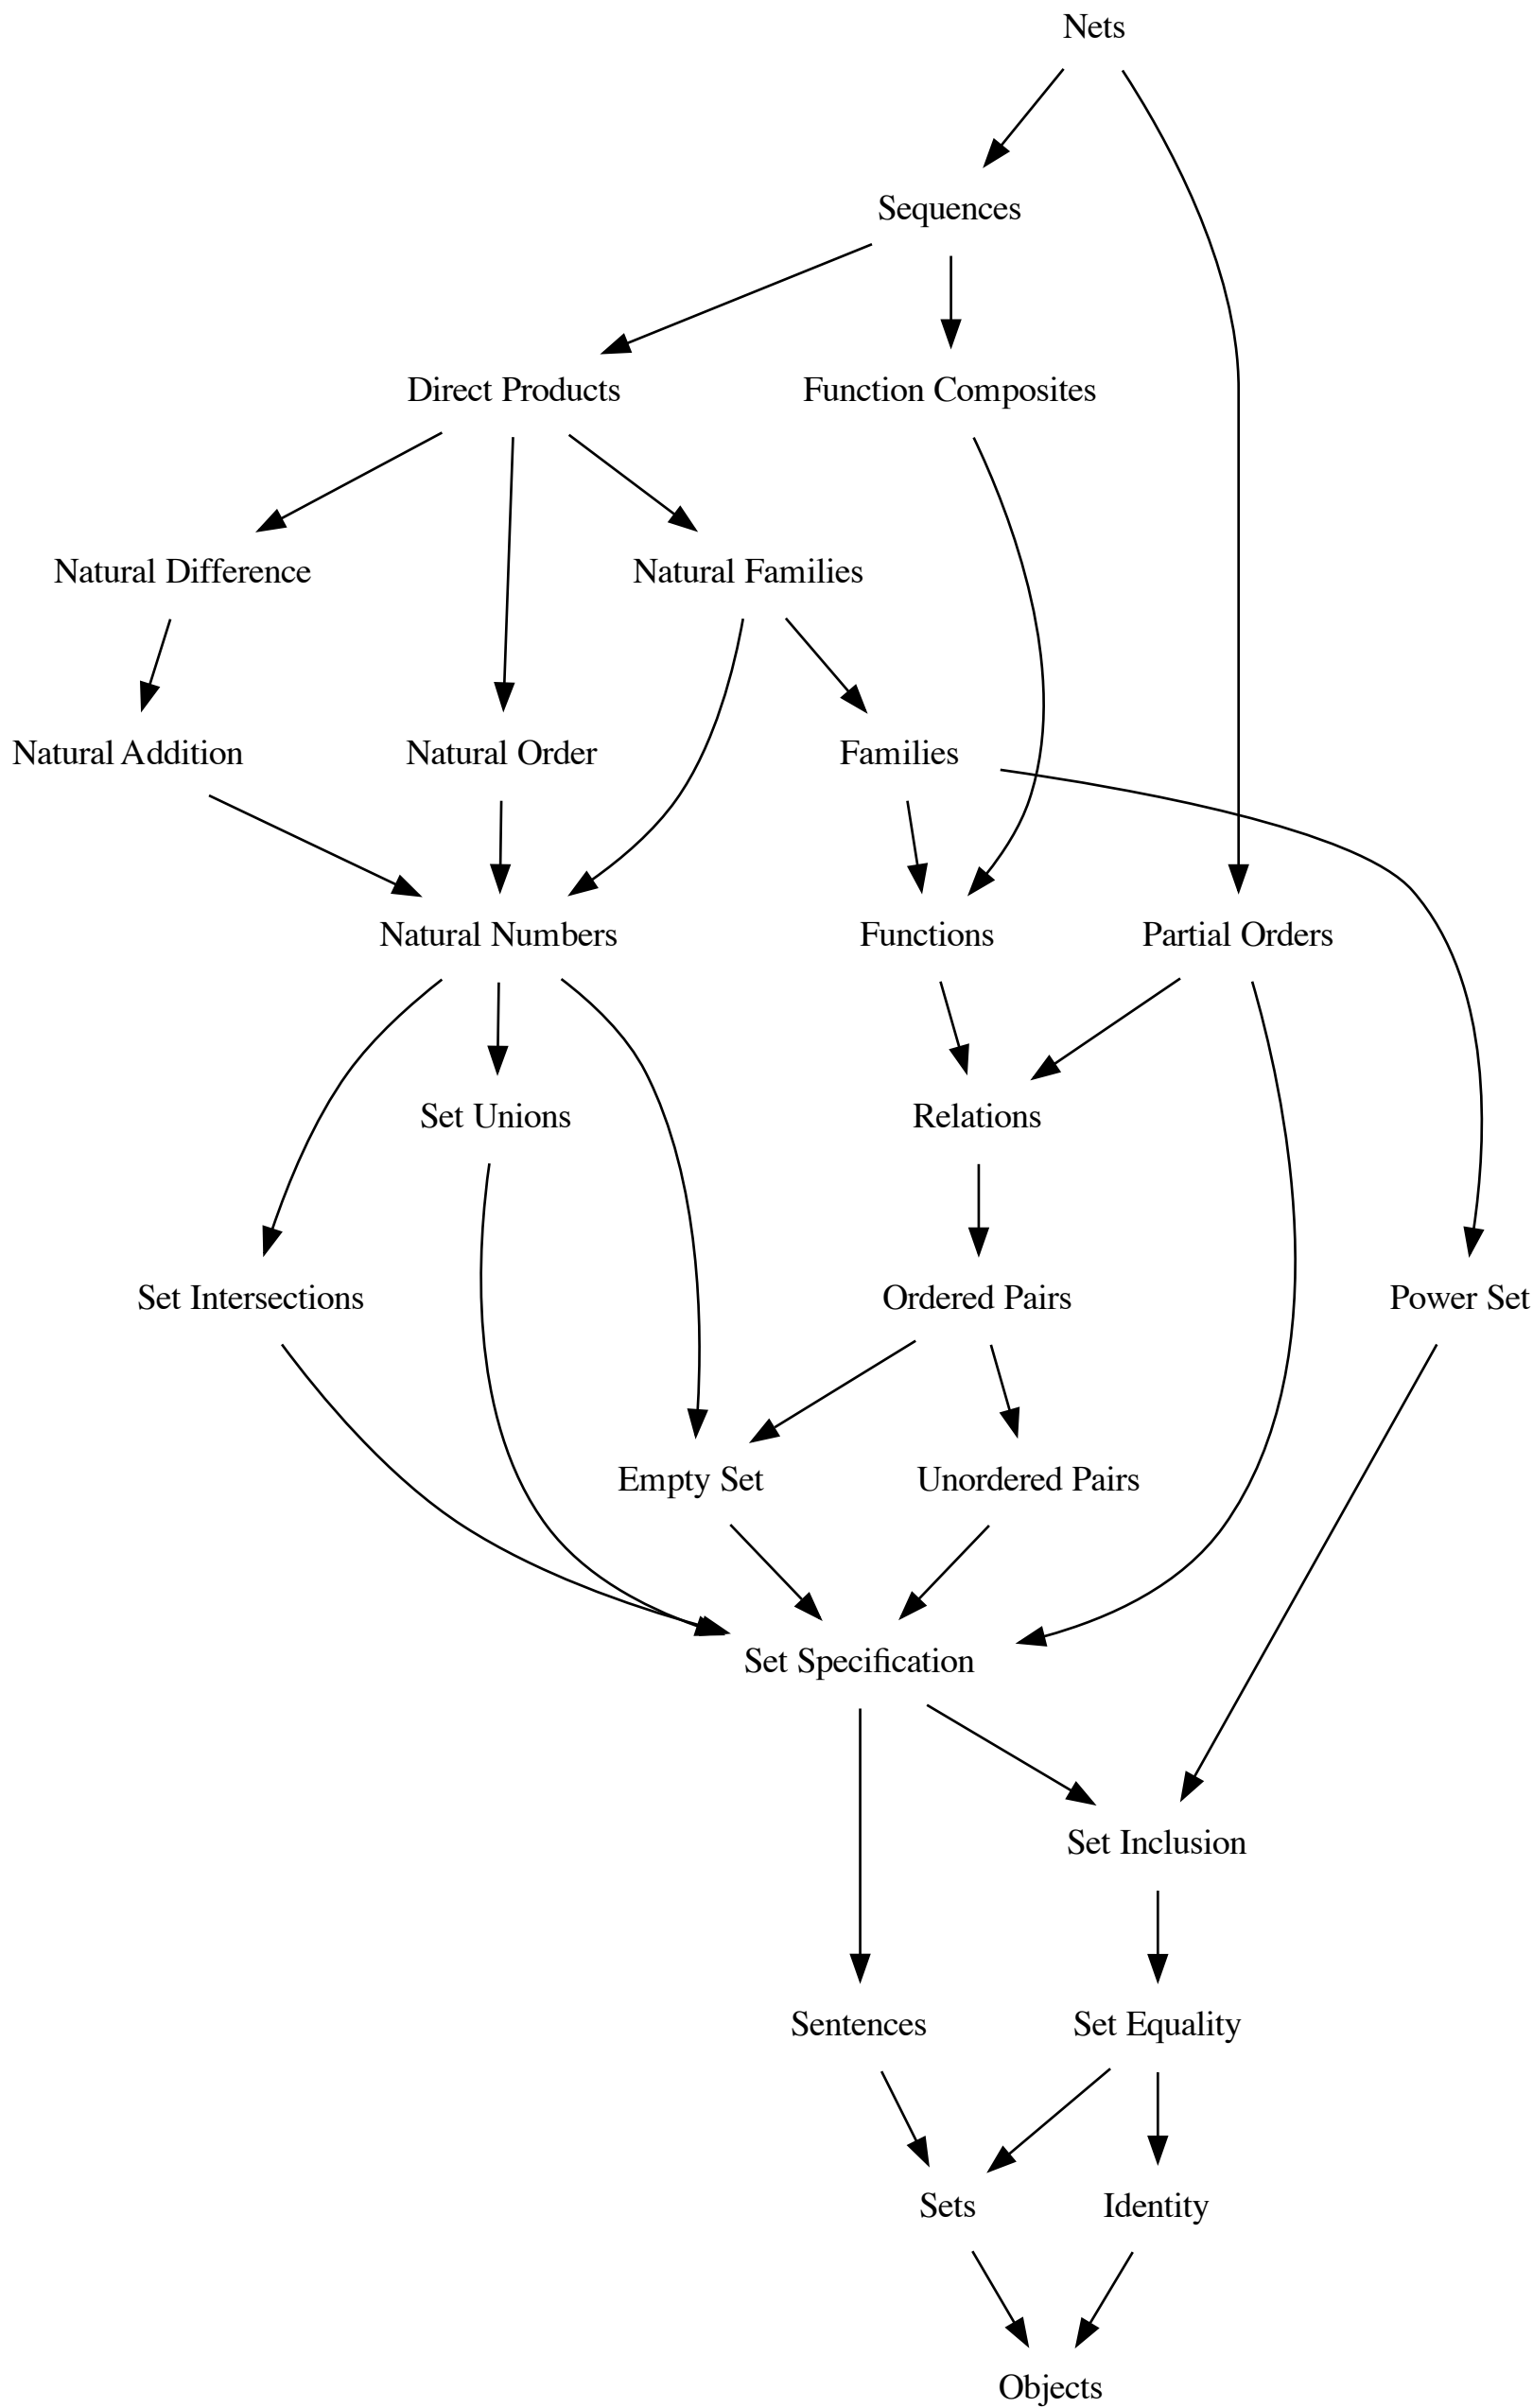 Nets
Sequences
Direct Products
Function Composites
Natural Difference
Natural Families
Natural Addition
Natural Order
Families
Natural Numbers
Functions
Partial Orders
Set Unions
Relations
Set Intersections
Ordered Pairs
Power Set
Empty Set
Unordered Pairs
Set Specification
Set Inclusion
Sentences
Set Equality
Sets
Identity
Objects